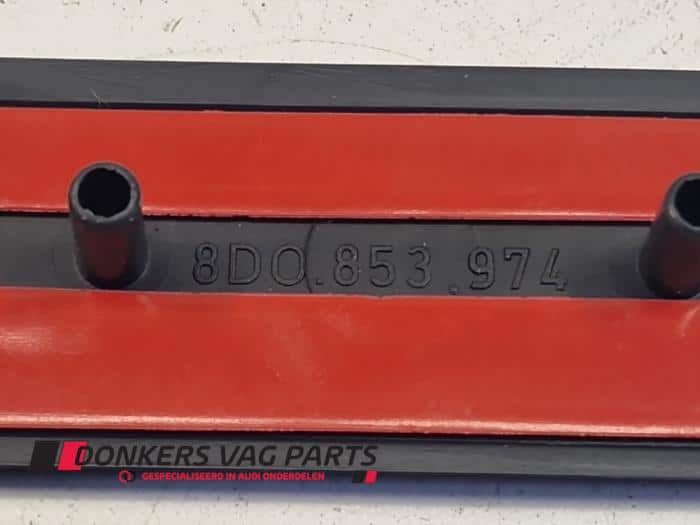 8D0.853.974
DONKERS VAG PARTS
GESPECIALISEERD IN AUDI ONDERDELEN